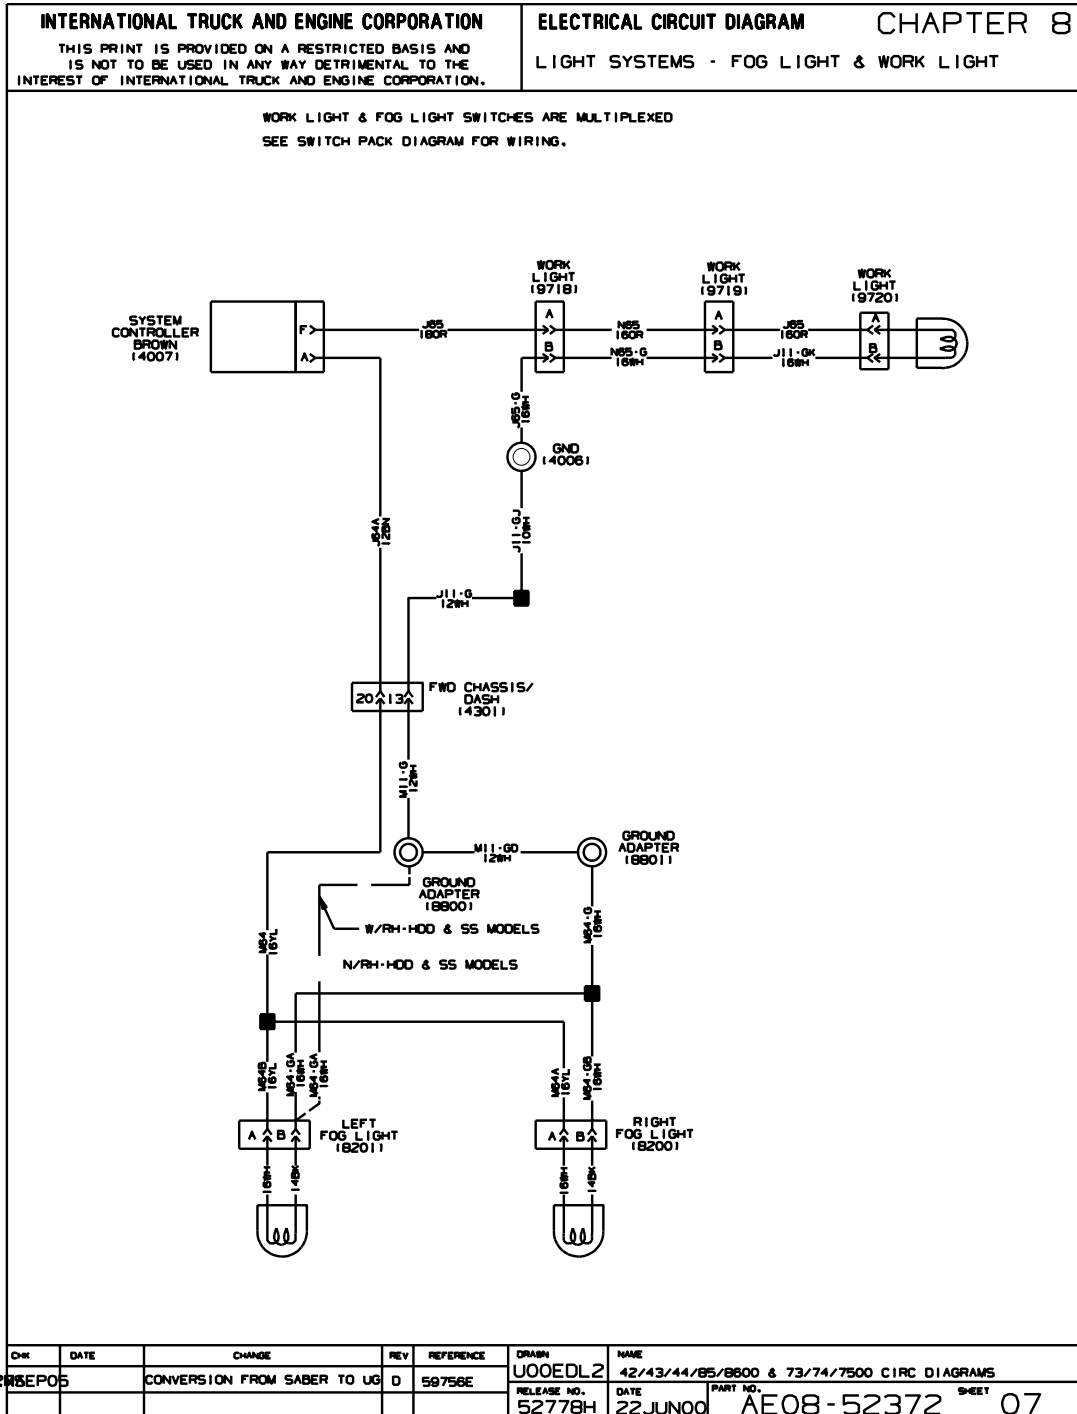 INTERNATIONAL TRUCK AND ENGINE CORPORATION
THIS PRINT IS PROVIDED ON A RESTRICTED BASIS AND
IS NOT TO BE USED IN ANY WAY DETRIMENTAL TO THE
INTEREST OF INTERNATIONAL TRUCK AND ENGINE CORPORATION.
ELECTRICAL CIRCUIT DIAGRAM CHAPTER 8
LIGHT SYSTEMS - FOG LIGHT & WORK LIGHT
WORK LIGHT & FOG LIGHT SWITCHES ARE MULTIPLEXED
SEE SWITCH PACK DIAGRAM FOR WIRING.
SYSTEM
CONTROLLER
BROWN
(4007)
F
A
J65
18OR
WORK
LIGHT
(9718)
A
B
N65
16OR
N65-G
16WH
WORK
LIGHT
(9719)
A
B
J65
16OR
J11-GK
16WH
WORK
LIGHT
(9720)
A
B
J65-G
16WH
GND
(4006)
J11-GJ
10WH
J64A
12BN
J11-G
12WH
20 13
FWD CHASSIS/
DASH
(4301)
M11-G
12WH
M11-GD
12WH
GROUND
ADAPTER
(8801)
GROUND
ADAPTER
(8800)
W/RH-HDD & SS MODELS
N/RH-HDD & SS MODELS
M64
16YL
M64-G
16WH
M64B
16YL
M64-GA
16WH
M64-GA
16WH
M64A
16YL
M64-GB
16WH
A B
LEFT
FOG LIGHT
(8201)
A B
RIGHT
FOG LIGHT
(8200)
16WH
14BK
16WH
14BK
CHK DATE CHANGE REV REFERENCE
CONVERSION FROM SABER TO UG D 59756E
DRAWN
U00EDL2
NAME
42/43/44/85/8600 & 73/74/7500 CIRC DIAGRAMS
RELEASE NO.
52778H
DATE
22JUN00
PART NO.
AE08-52372
SHEET
07